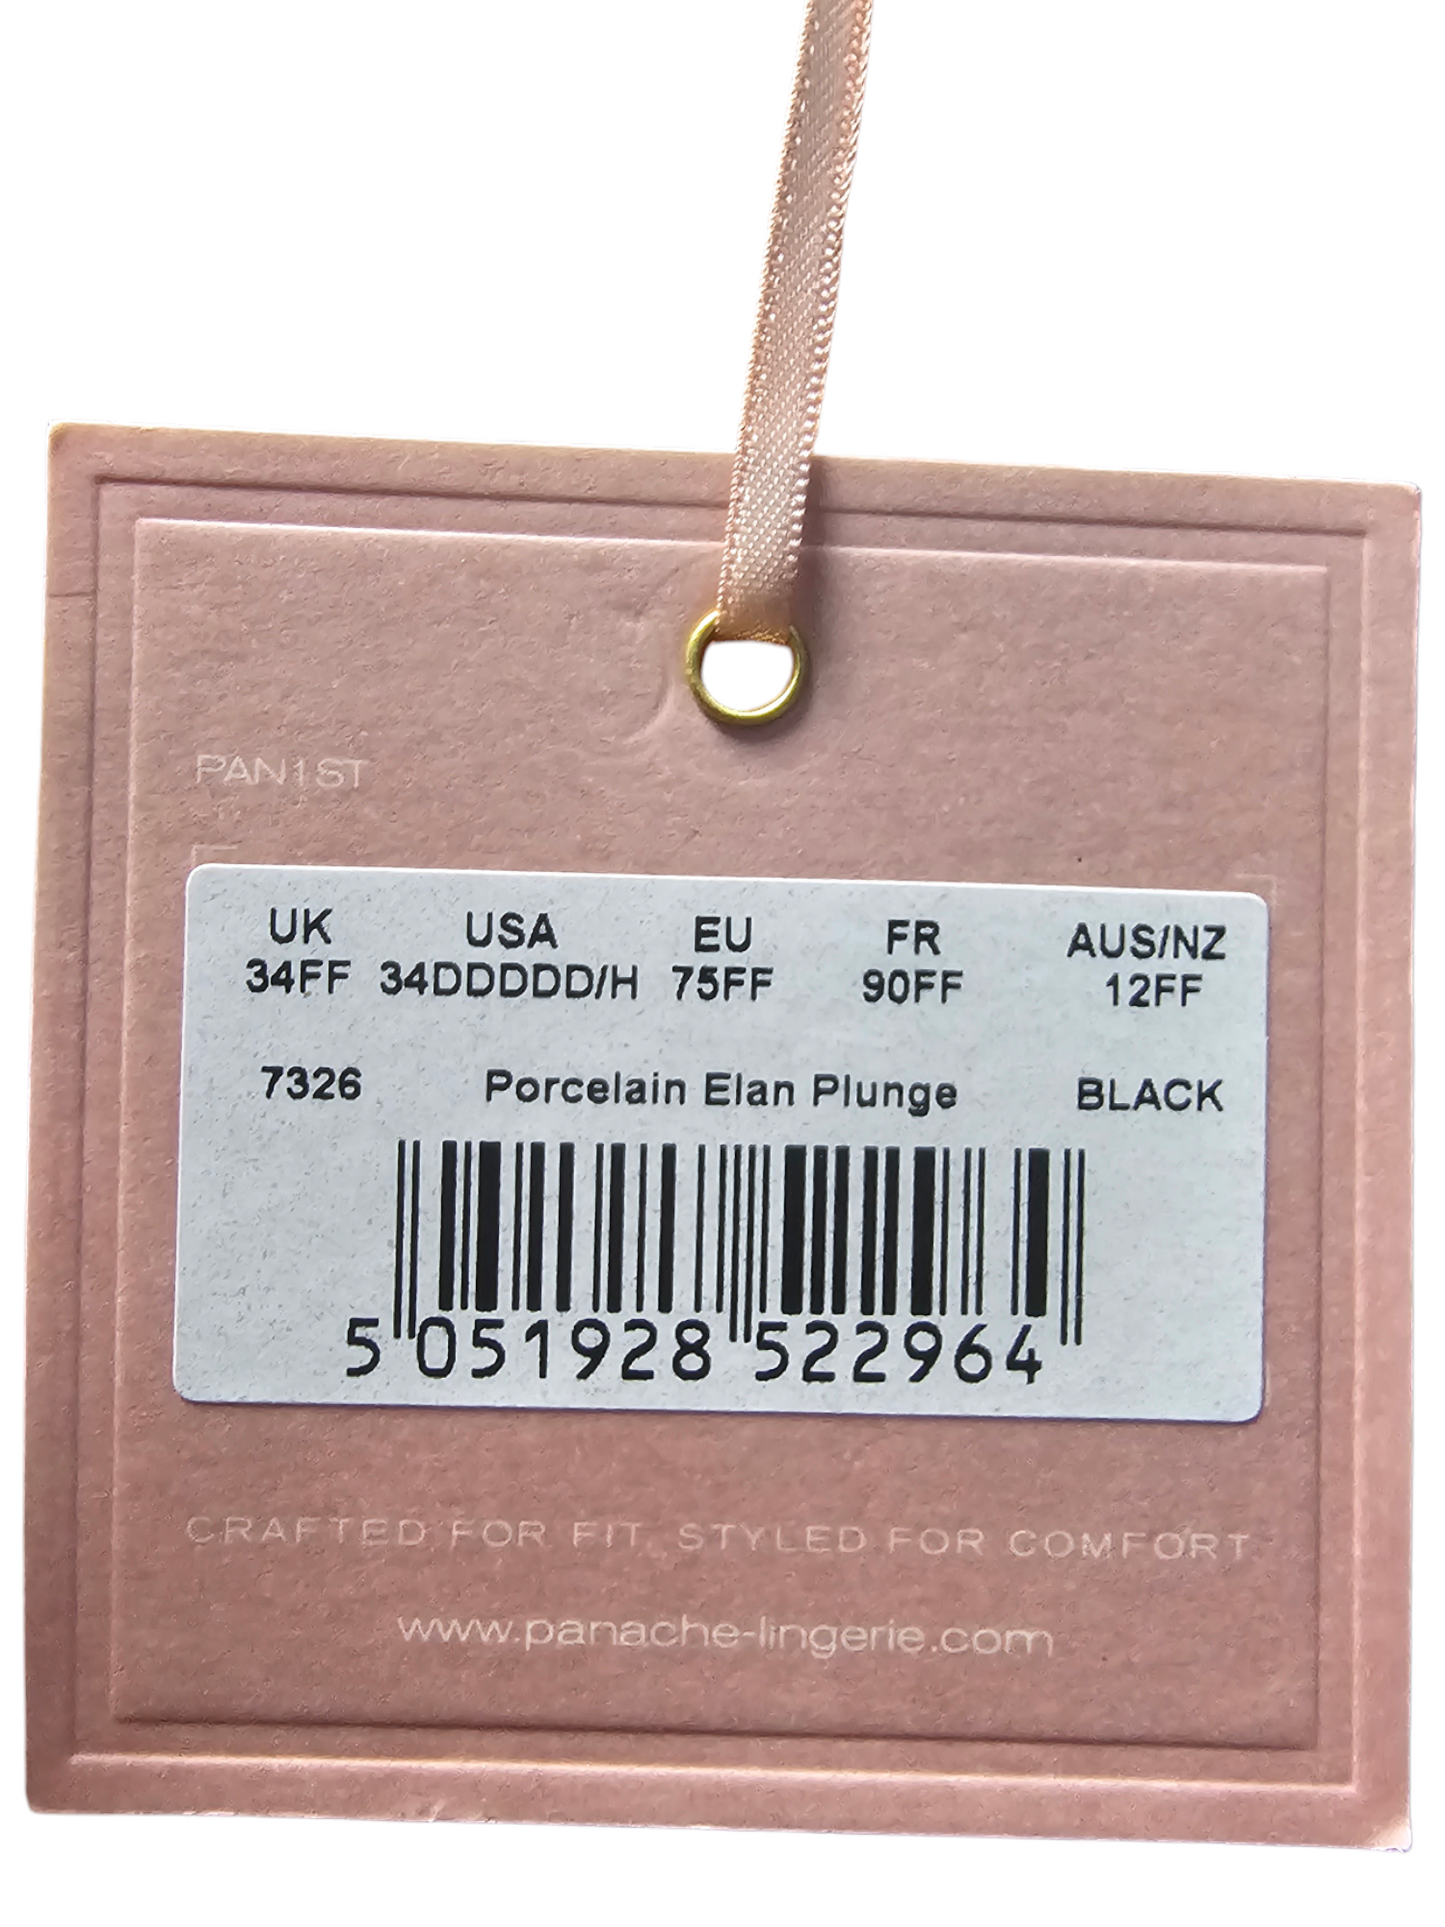 PAN1ST
UK USA EU FR AUS/NZ
34FF 34DDDDD/H 75FF 90FF 12FF
7326 Porcelain Elan Plunge BLACK
5 051928 522964
CRAFTED FOR FIT. STYLED FOR COMFORT
www.panache-lingerie.com